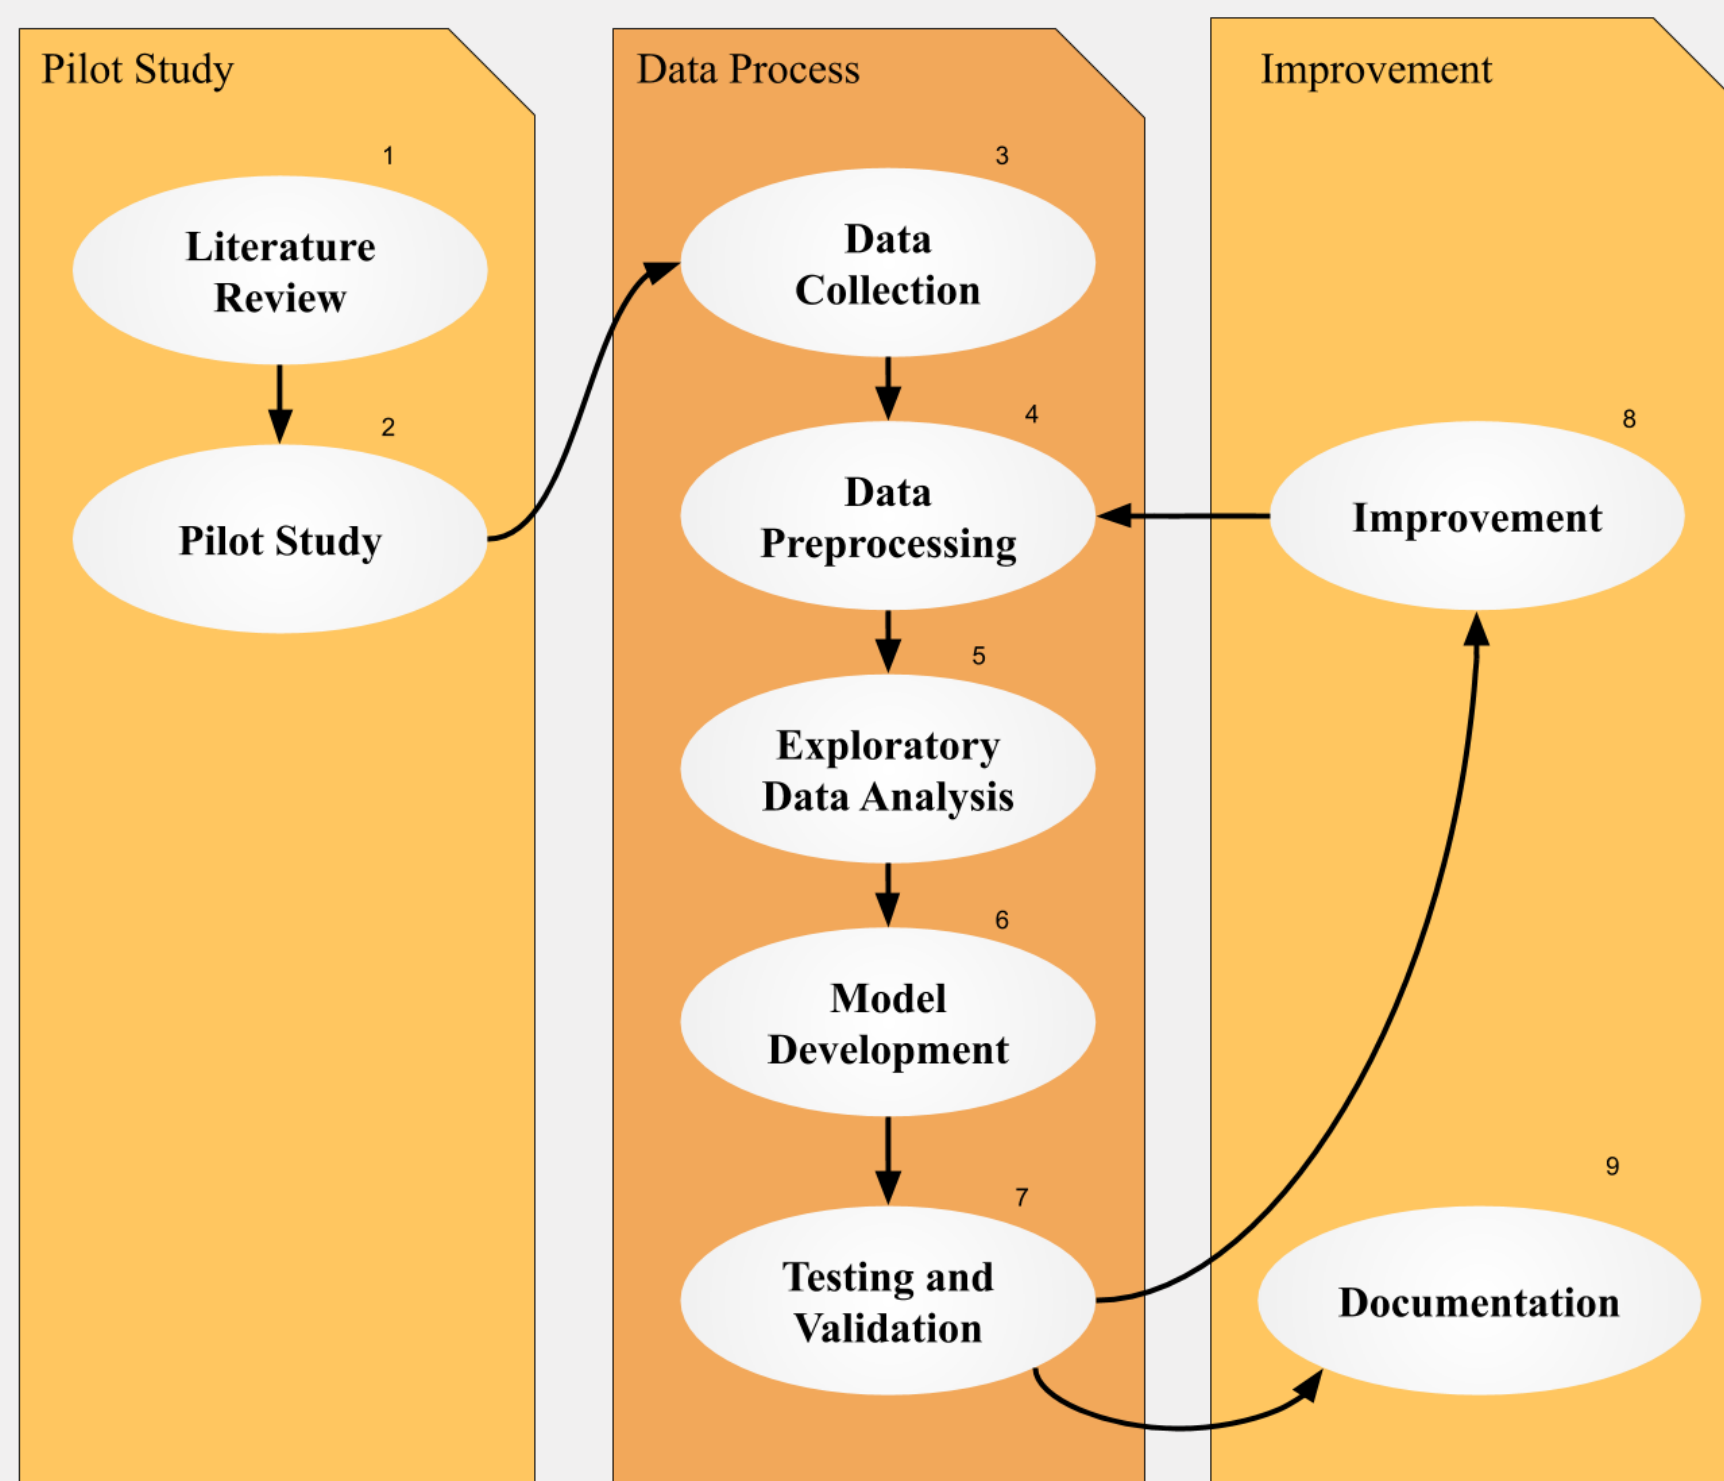 Pilot Study
1
Literature
Review
2
Pilot Study
Data Process
3
Data
Collection
4
Data
Preprocessing
5
Exploratory
Data Analysis
6
Model
Development
7
Testing and
Validation
Improvement
8
Improvement
9
Documentation